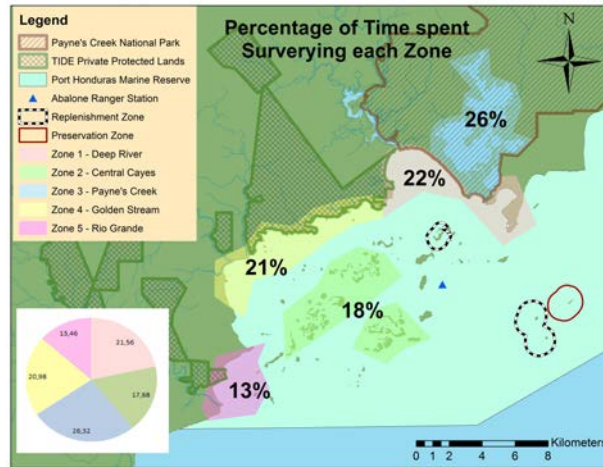 Percentage of Time spent
Surverying each Zone
N
Legend
Payne's Creek National Park
TIDE Private Protected Lands
Port Honduras Marine Reserve
Abalone Ranger Station
Replenishment Zone
Preservation Zone
Zone 1 - Deep River
Zone 2 - Central Cayes
Zone 3 - Payne's Creek
Zone 4 - Golden Stream
Zone 5 - Rio Grande
26%
22%
21%
18%
13%
13,46
21,56
20,98
17,68
26,32
Kilometers
0 1 2 4 6 8